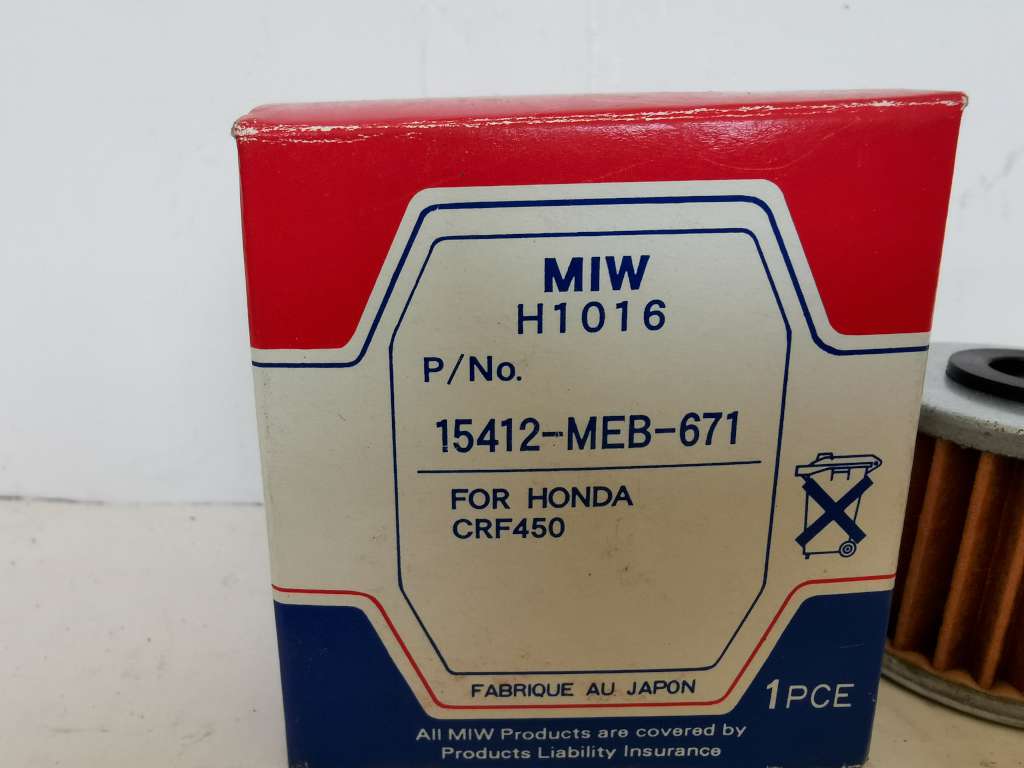 MIW
H1016
P/No.
15412-MEB-671
FOR HONDA
CRF450
FABRIQUE AU JAPON
1PCE
All MIW Products are covered by
Products Liability Insurance